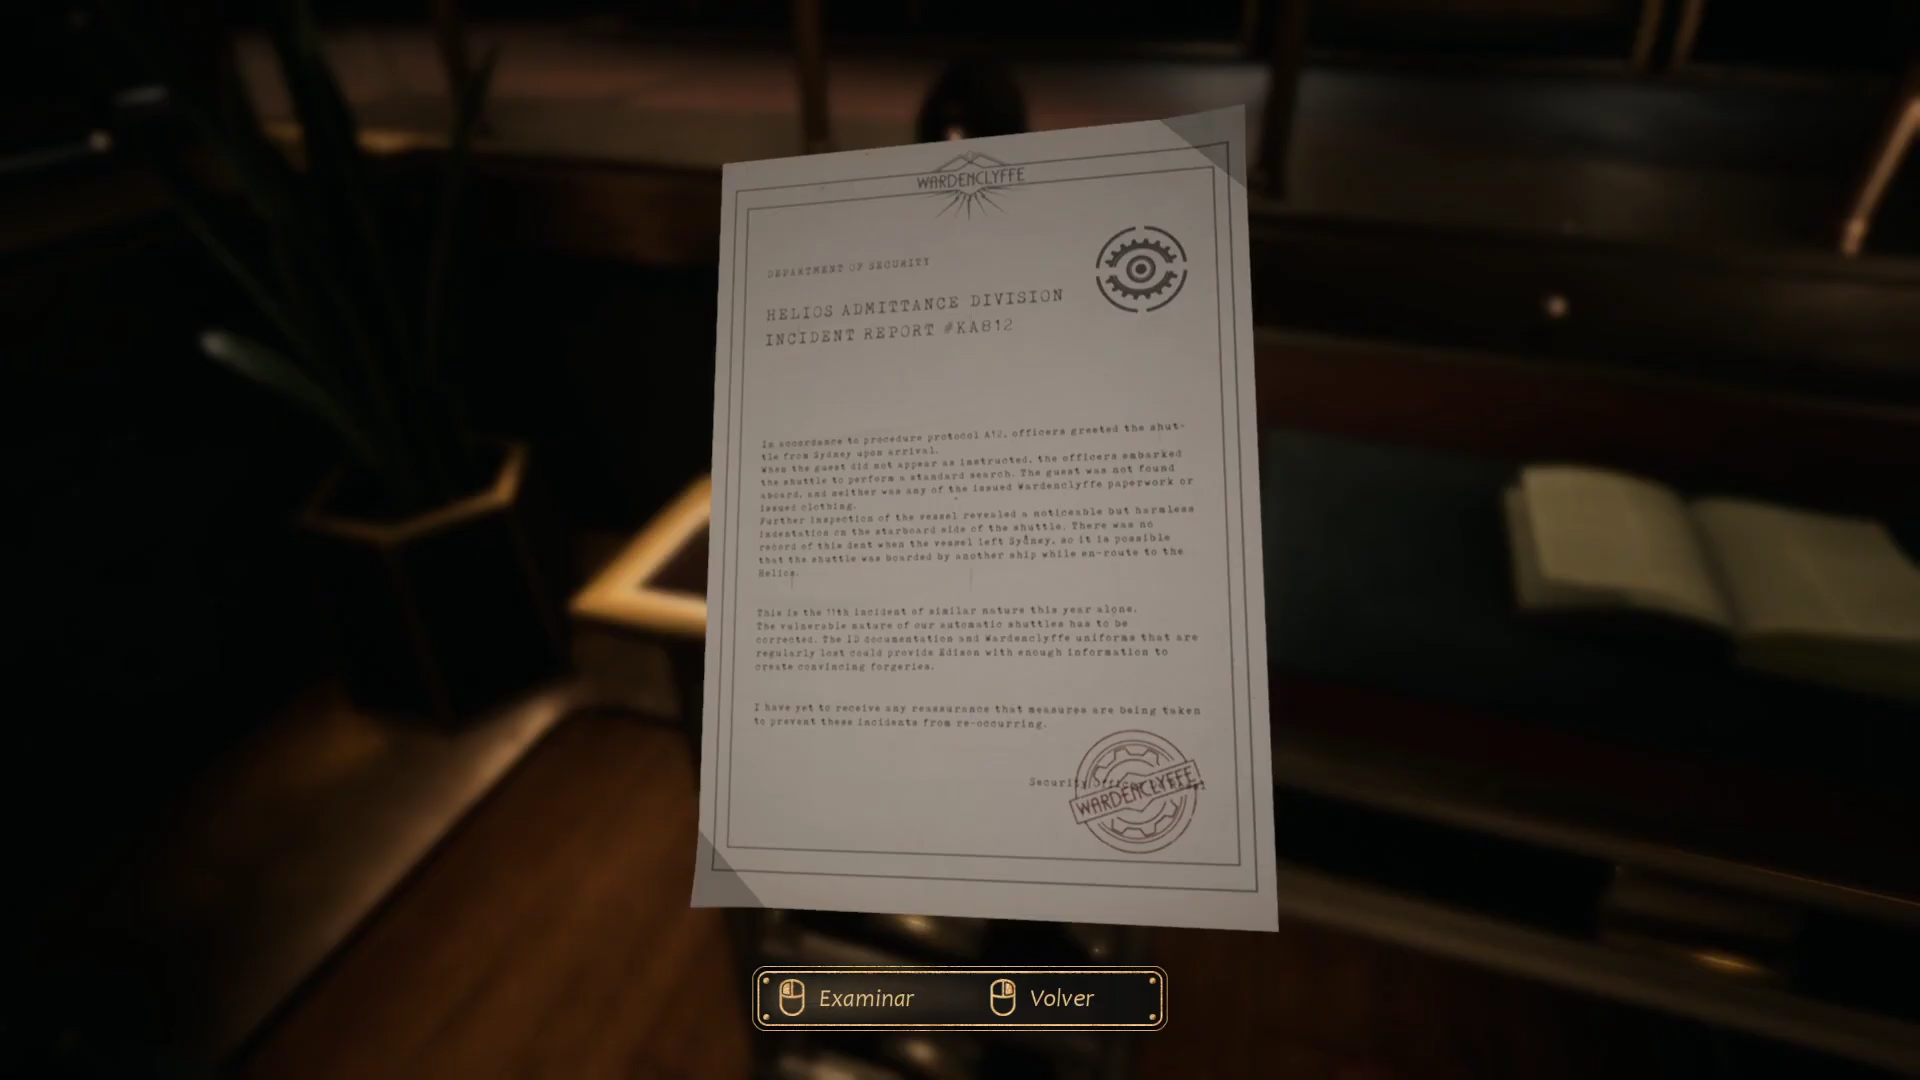 WARDENCLYFFE
DEPARTMENT OF SECURITY
HELIOS ADMITTANCE DIVISION
INCIDENT REPORT #KA812
In accordance to procedure protocol A12, officers greeted the shut-
tle from Sydney upon arrival.
When the guest did not appear as instructed, the officers embarked
the shuttle to perform a standard search. The guest was not found
aboard, and neither was any of the issued Wardenclyffe paperwork or
issued clothing.
Further inspection of the vessel revealed a noticeable but harmless
indentation on the starboard side of the shuttle. There was no
record of this dent when the vessel left Sydney, so it is possible
that the shuttle was boarded by another ship while en-route to the
Helios.
This is the 11th incident of similar nature this year alone.
The vulnerable nature of our automatic shuttles has to be
corrected. The ID documentation and Wardenclyffe uniforms that are
regularly lost could provide Edison with enough information to
create convincing forgeries.
I have yet to receive any reassurance that measures are being taken
to prevent these incidents from re-occurring.
Security
WARDENCLYFFE
Examinar
Volver